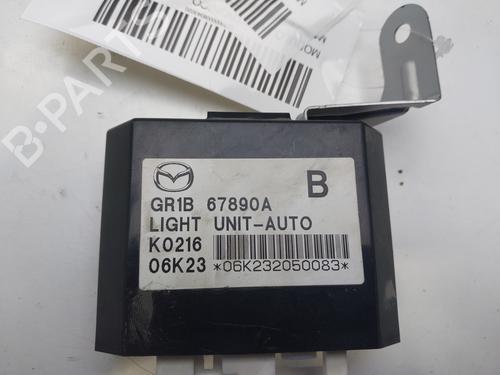 B-PARTS
B
GR1B 67890A
LIGHT UNIT-AUTO
K0216
06K23 *06K232050083*